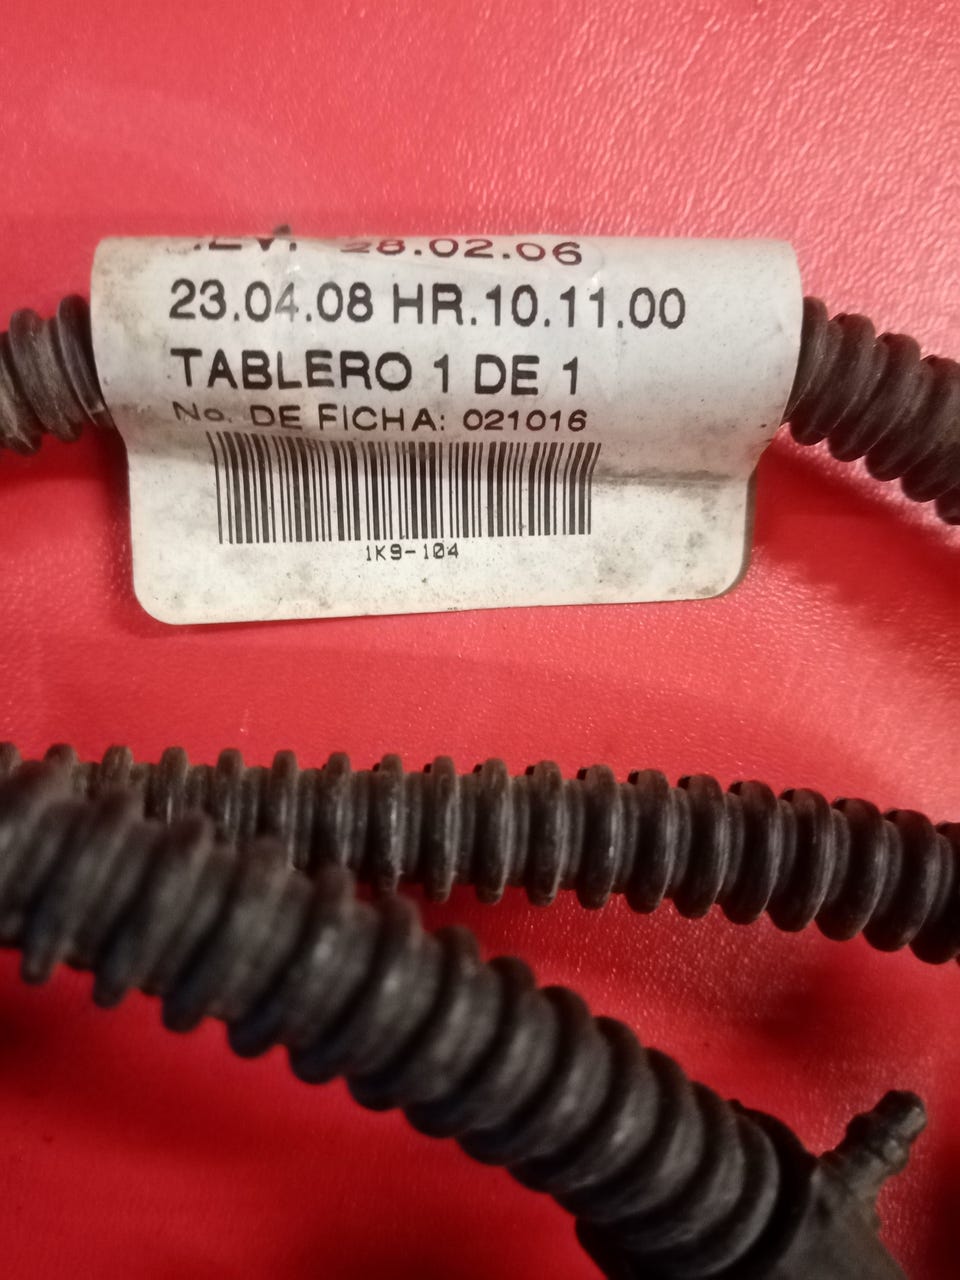 28.02.06
23.04.08 HR.10.11.00
TABLERO 1 DE 1
No. DE FICHA: 021016
1K9-104